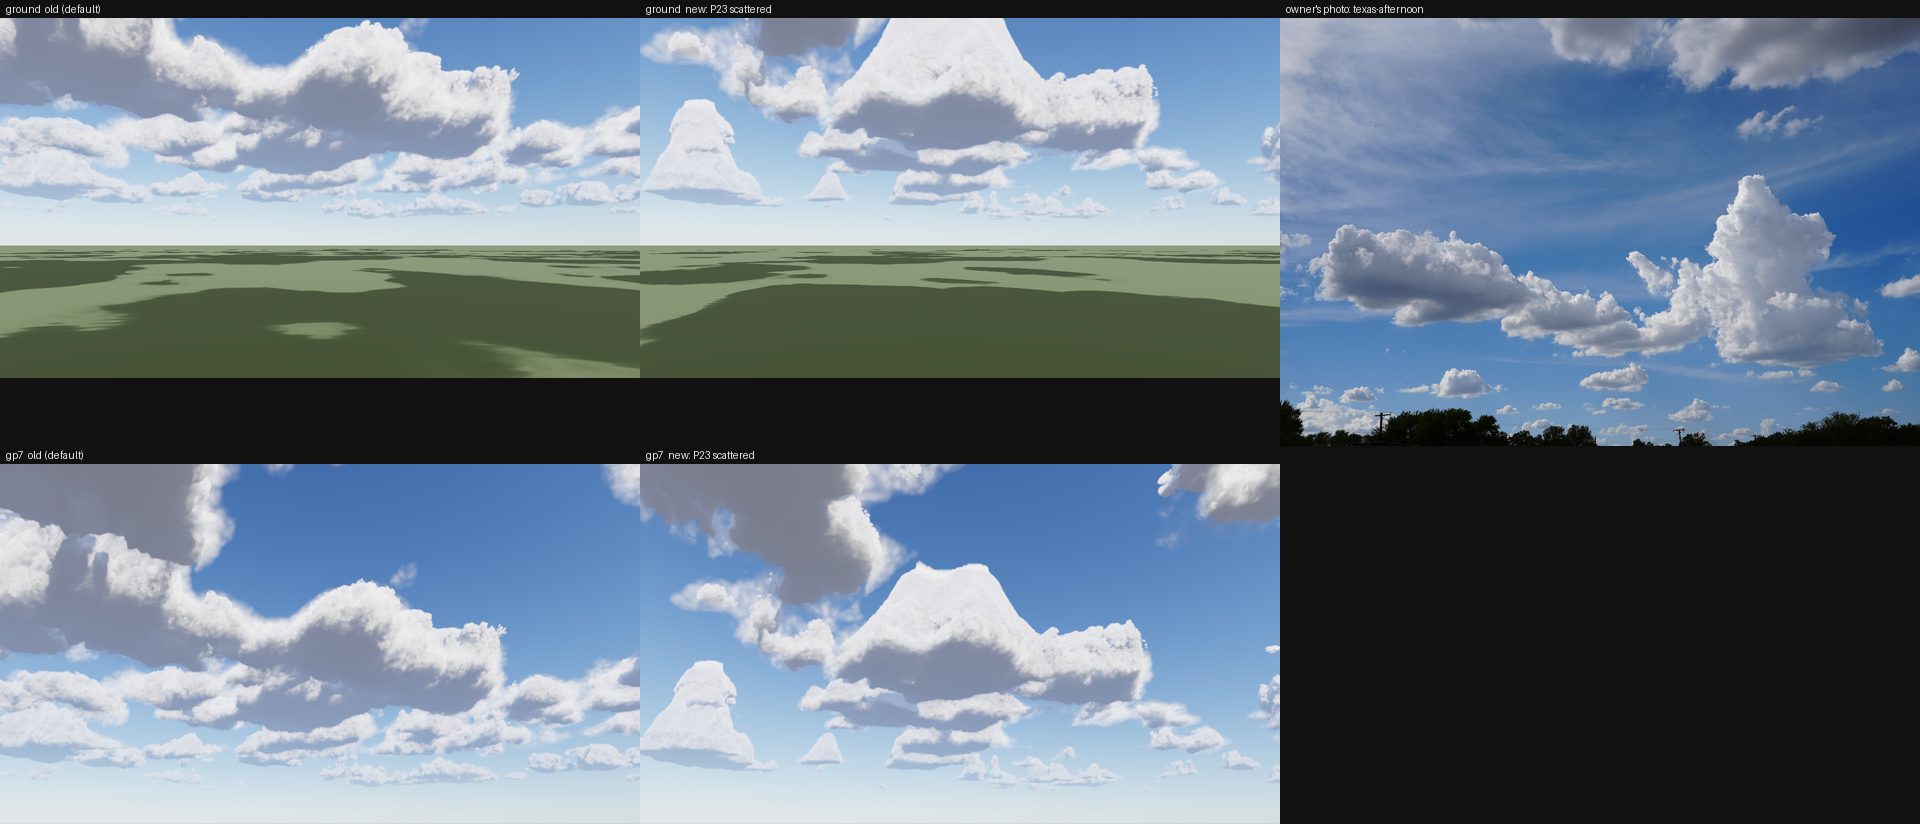 ground old (default)
ground new: P23 scattered
owner's photo: texas-afternoon
gp7 old (default)
gp7 new: P23 scattered